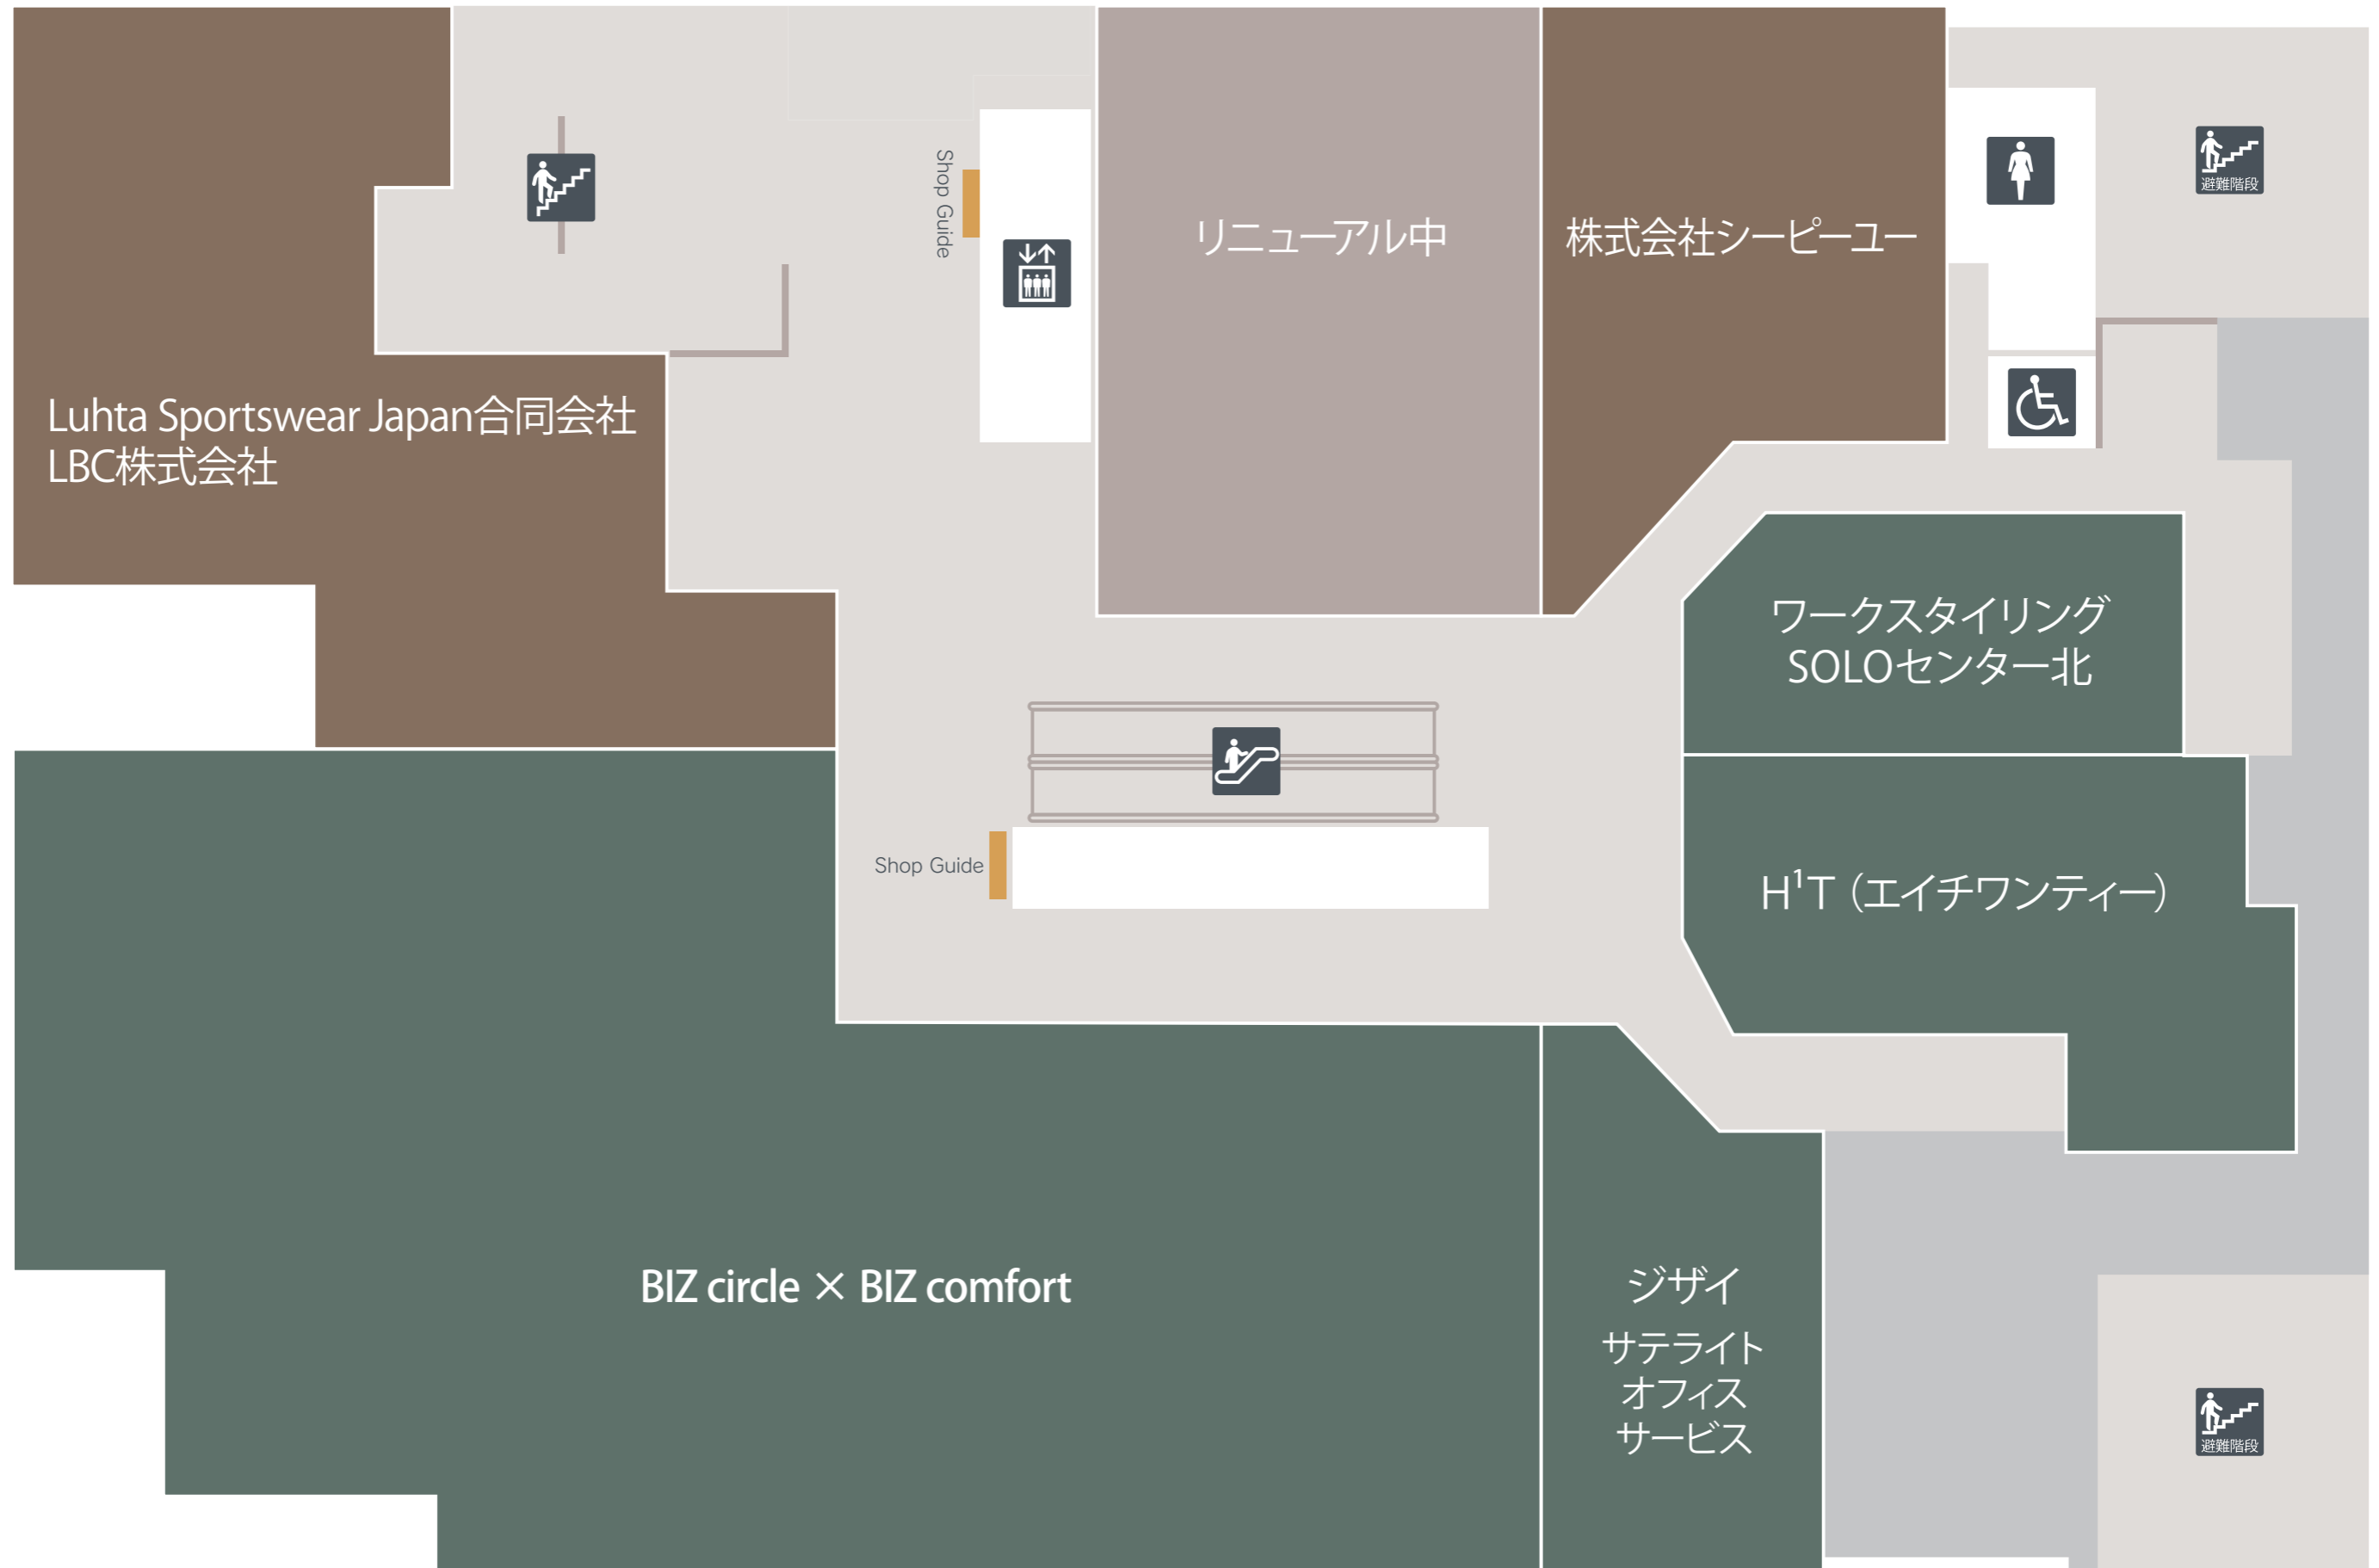 Shop Guide
避難階段
リニューアル中
株式会社シーピーユー
Luhta Sportswear Japan合同会社
LBC株式会社
ワークスタイリング
SOLOセンター北
Shop Guide
H¹T（エイチワンティー）
BIZ circle × BIZ comfort
ジザイ
サテライト
オフィス
サービス
避難階段